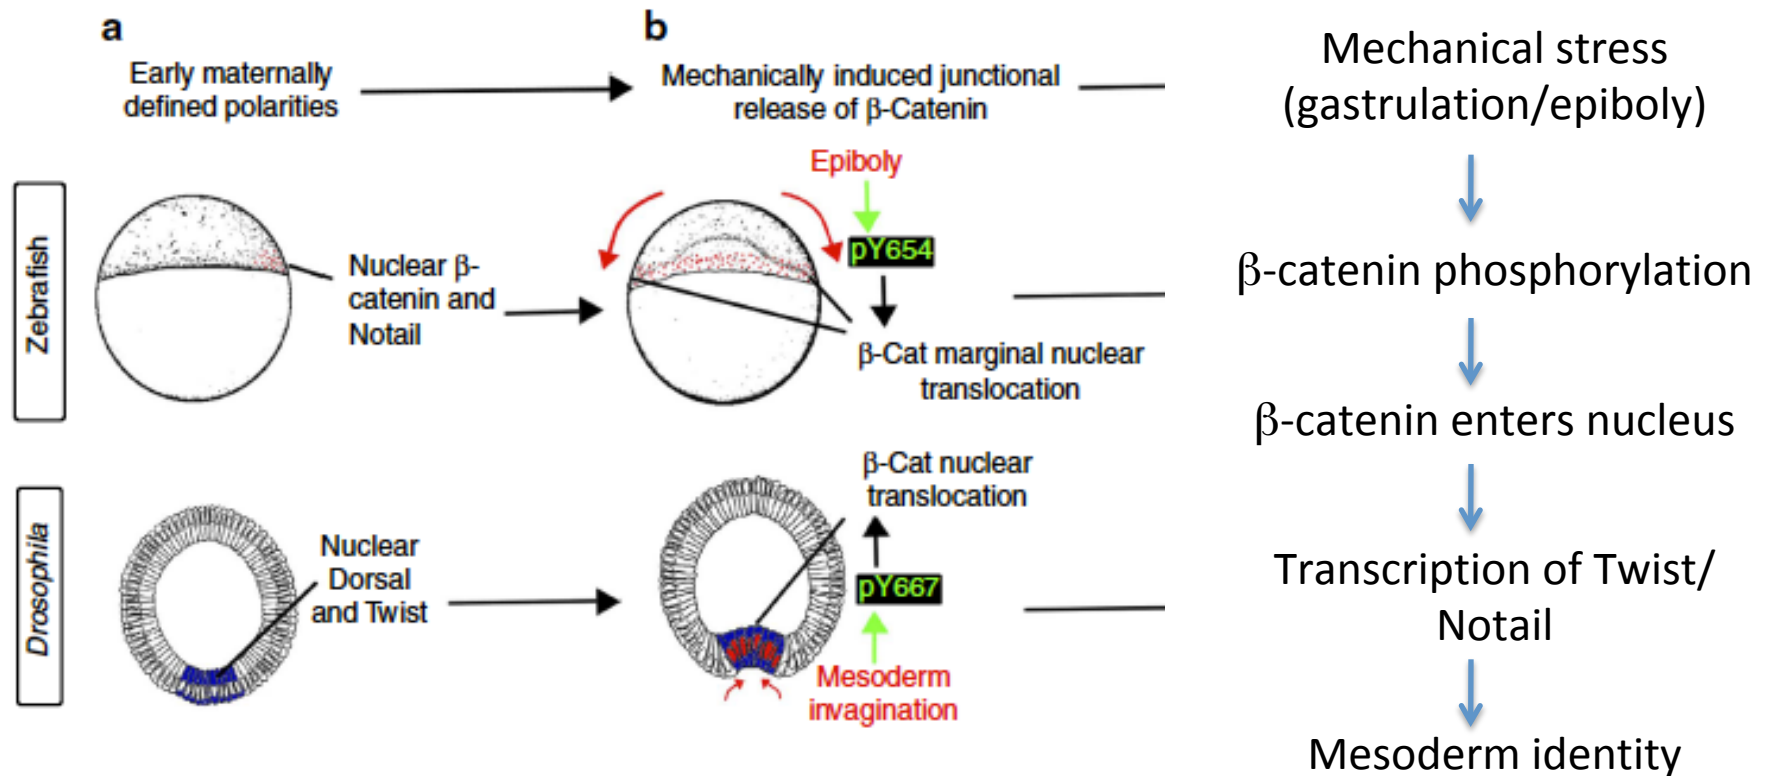 a
Early maternally
defined polarities
b
Mechanically induced junctional
release of β-Catenin
Zebrafish
Nuclear β-
catenin and
Notail
Epiboly
pY654
β-Cat marginal nuclear
translocation
Drosophila
Nuclear
Dorsal
and Twist
β-Cat nuclear
translocation
pY667
Mesoderm
invagination
Mechanical stress
(gastrulation/epiboly)
β-catenin phosphorylation
β-catenin enters nucleus
Transcription of Twist/
Notail
Mesoderm identity